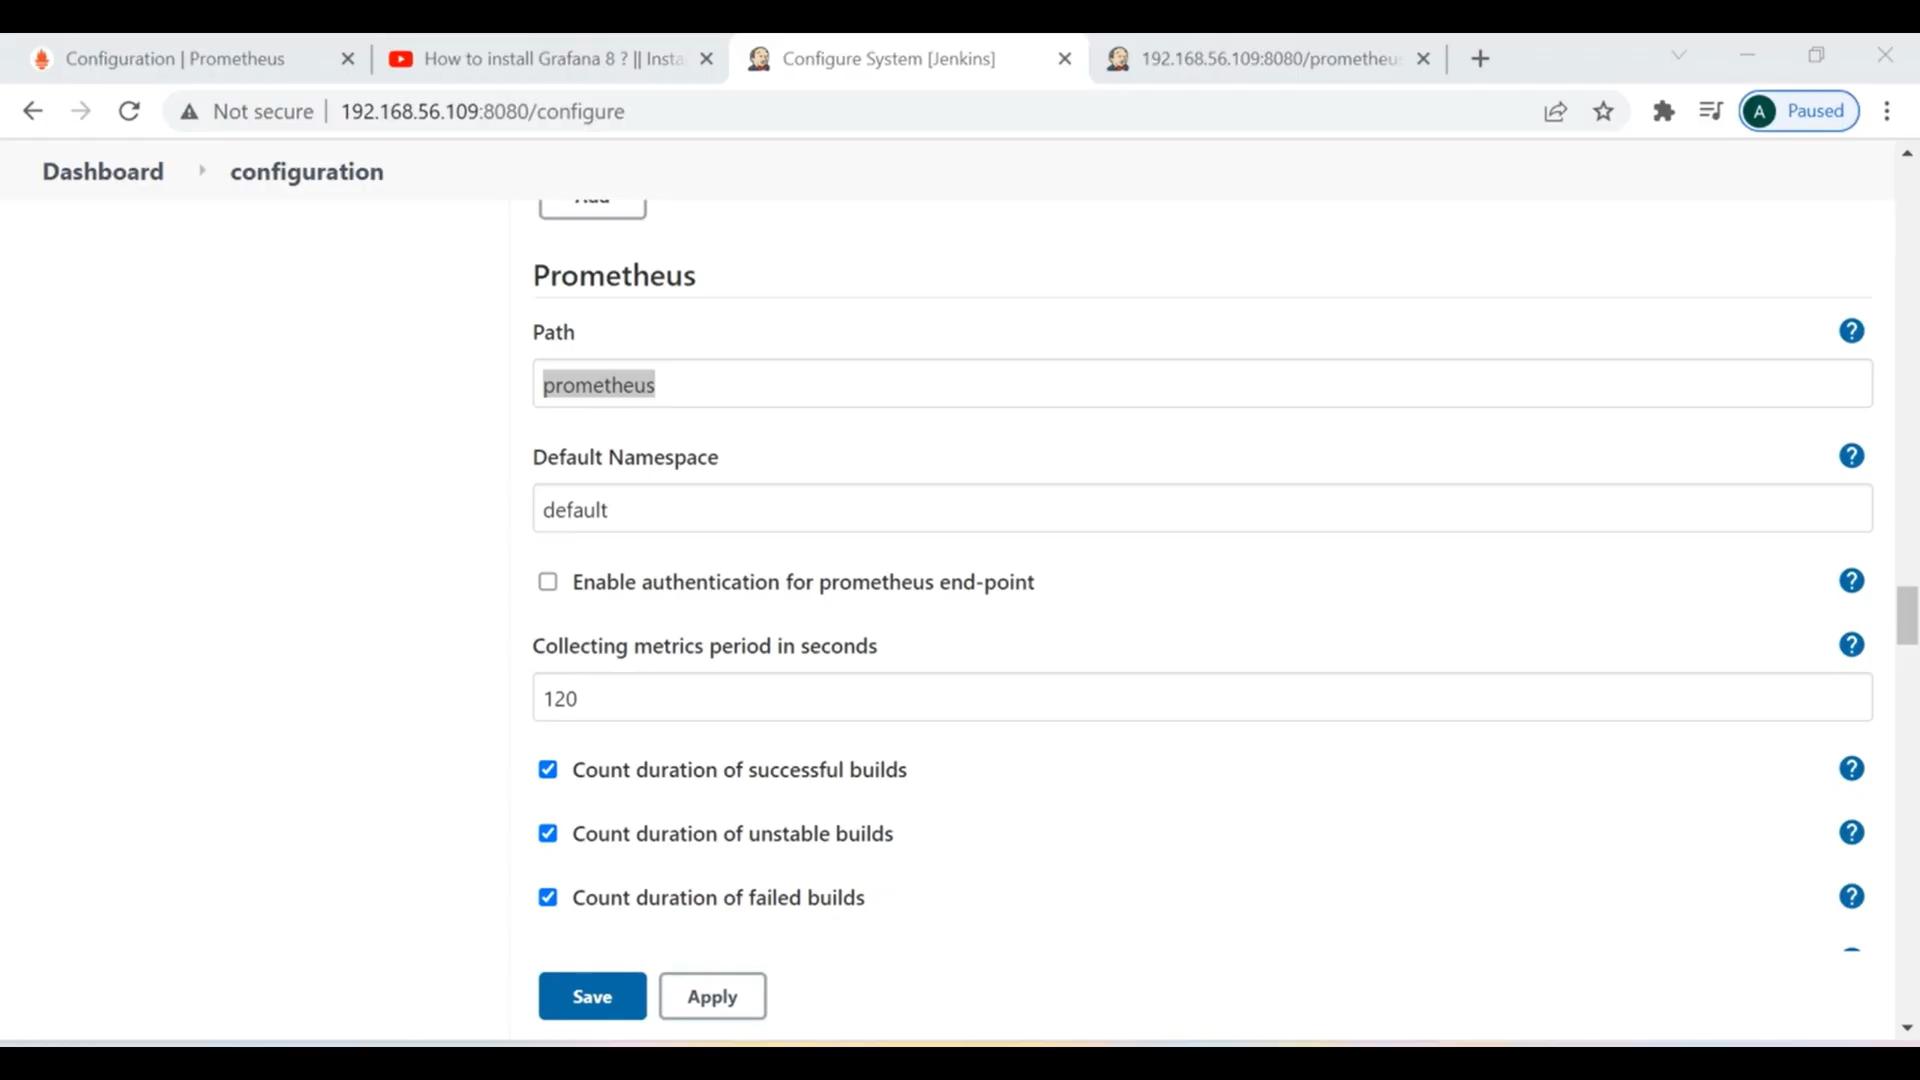 Configuration | Prometheus
How to install Grafana 8 ? || Insta
Configure System [Jenkins]
192.168.56.109:8080/prometheu
Not secure
192.168.56.109:8080/configure
A
Paused
Dashboard
configuration
Add
Prometheus
Path
?
prometheus
Default Namespace
?
default
Enable authentication for prometheus end-point
?
Collecting metrics period in seconds
?
120
Count duration of successful builds
?
Count duration of unstable builds
?
Count duration of failed builds
?
Save
Apply